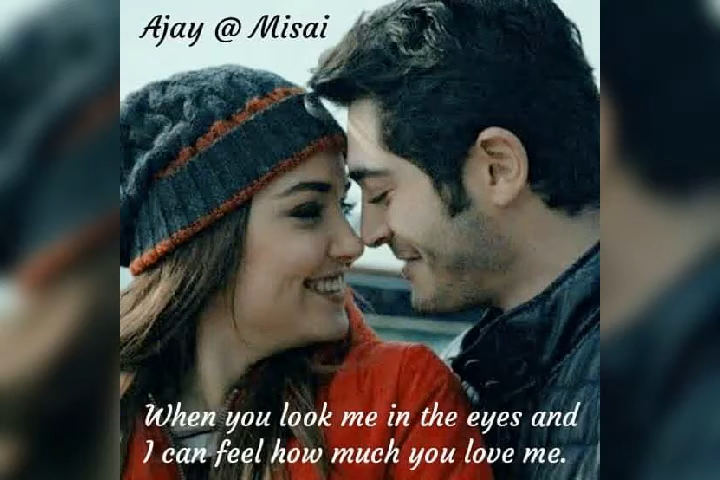 Ajay @ Misai
When you look me in the eyes and
I can feel how much you love me.